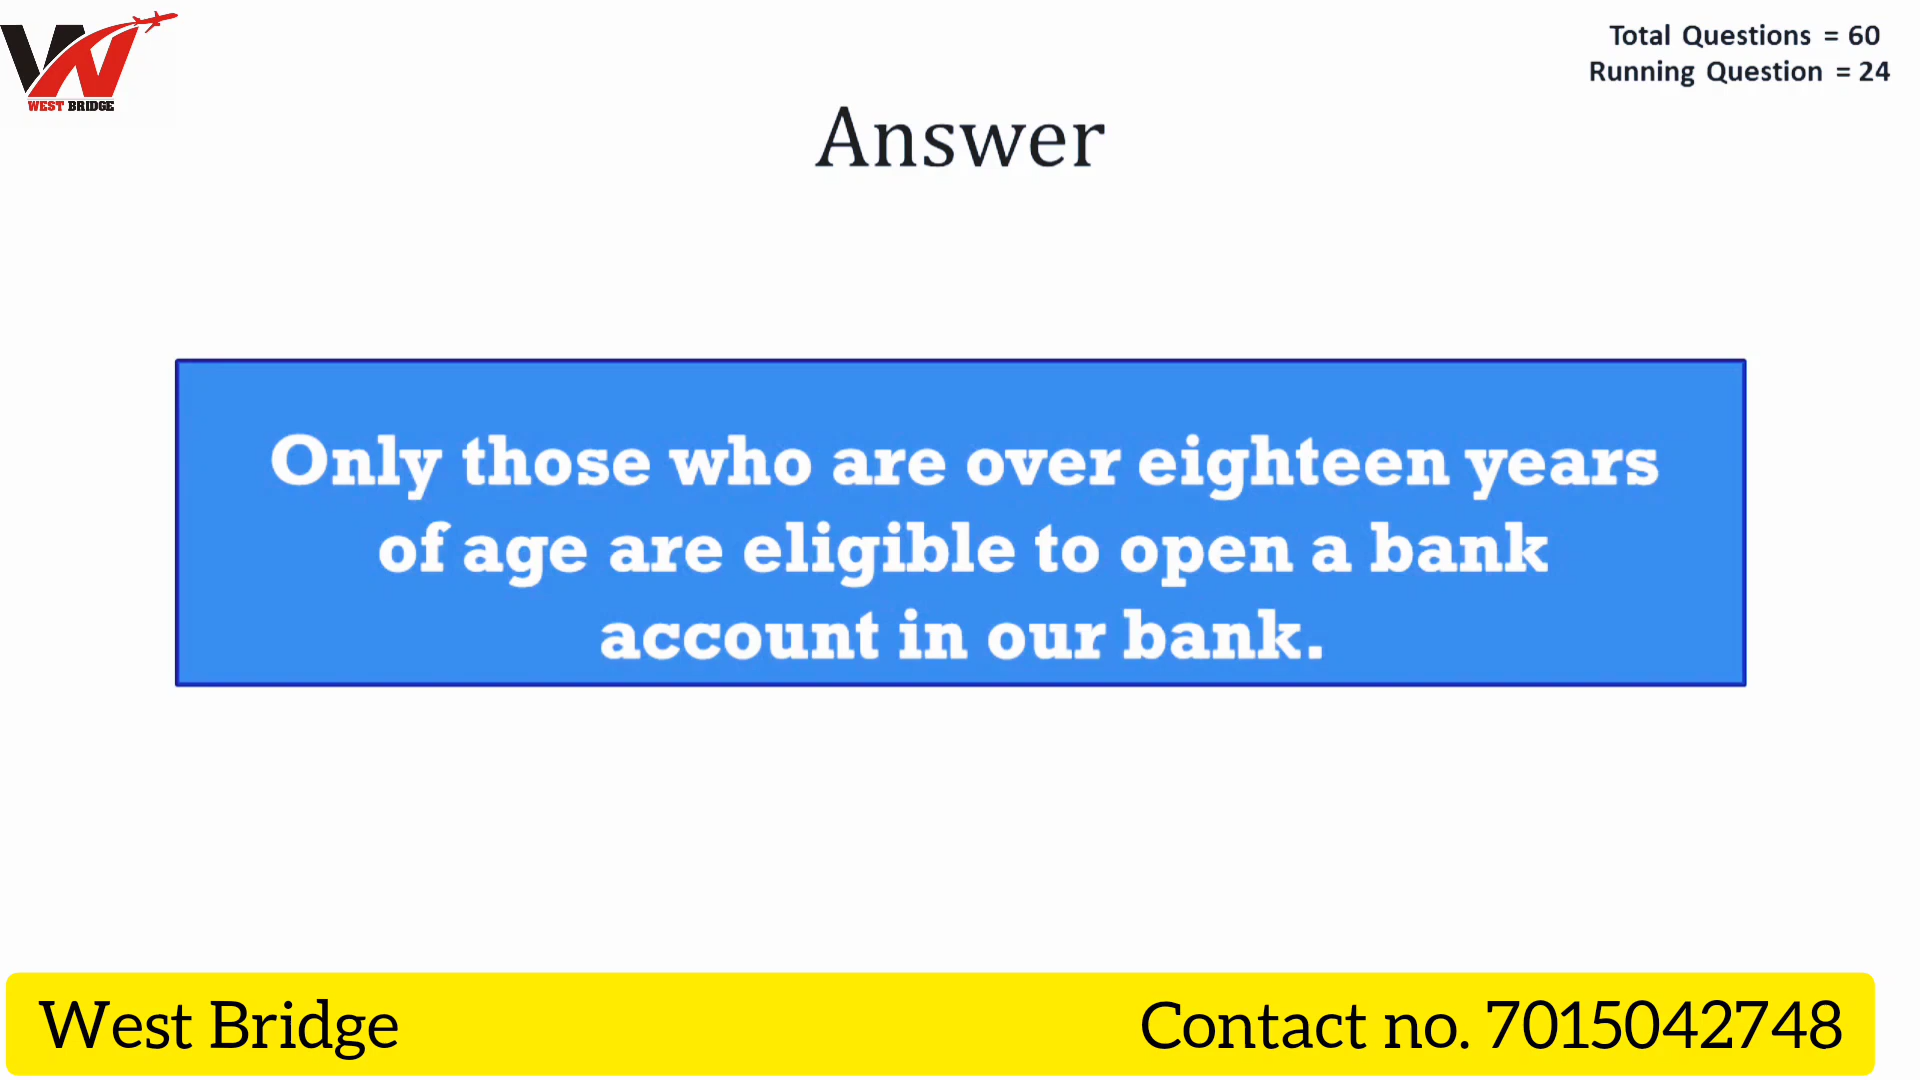 WEST BRIDGE
Total Questions = 60
Running Question = 24
Answer
Only those who are over eighteen years
of age are eligible to open a bank
account in our bank.
West Bridge
Contact no. 7015042748